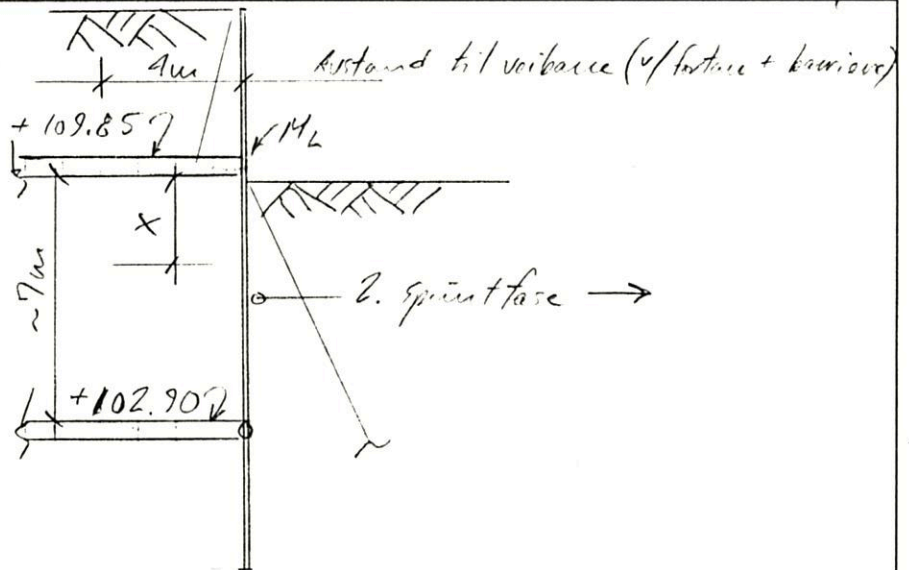 4m
Avstand til veibane (v/ fortau + barriere)
+ 109.85
M_L
X
~7m
2. spuntfase →
+102.90